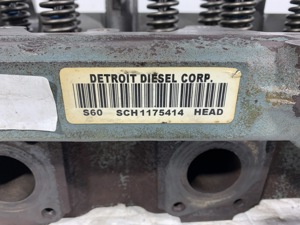 DETROIT DIESEL CORP.
S60 SCH1175414 HEAD